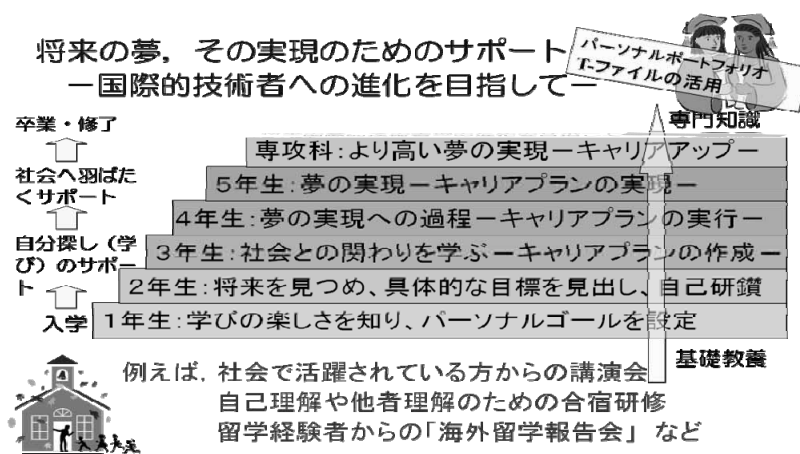 将来の夢，その実現のためのサポート
－国際的技術者への進化を目指して－
パーソナルポートフォリオ
T-ファイルの活用
専門知識
卒業・修了
社会へ羽ばた
くサポート
自分探し（学
び）のサポー
ト
入学
専攻科：より高い夢の実現－キャリアアップ－
5年生：夢の実現－キャリアプランの実現－
4年生：夢の実現への過程－キャリアプランの実行－
3年生：社会との関わりを学ぶ－キャリアプランの作成－
2年生：将来を見つめ、具体的な目標を見出し、自己研鑽
1年生：学びの楽しさを知り、パーソナルゴールを設定
基礎教養
例えば，社会で活躍されている方からの講演会
自己理解や他者理解のための合宿研修
留学経験者からの「海外留学報告会」など